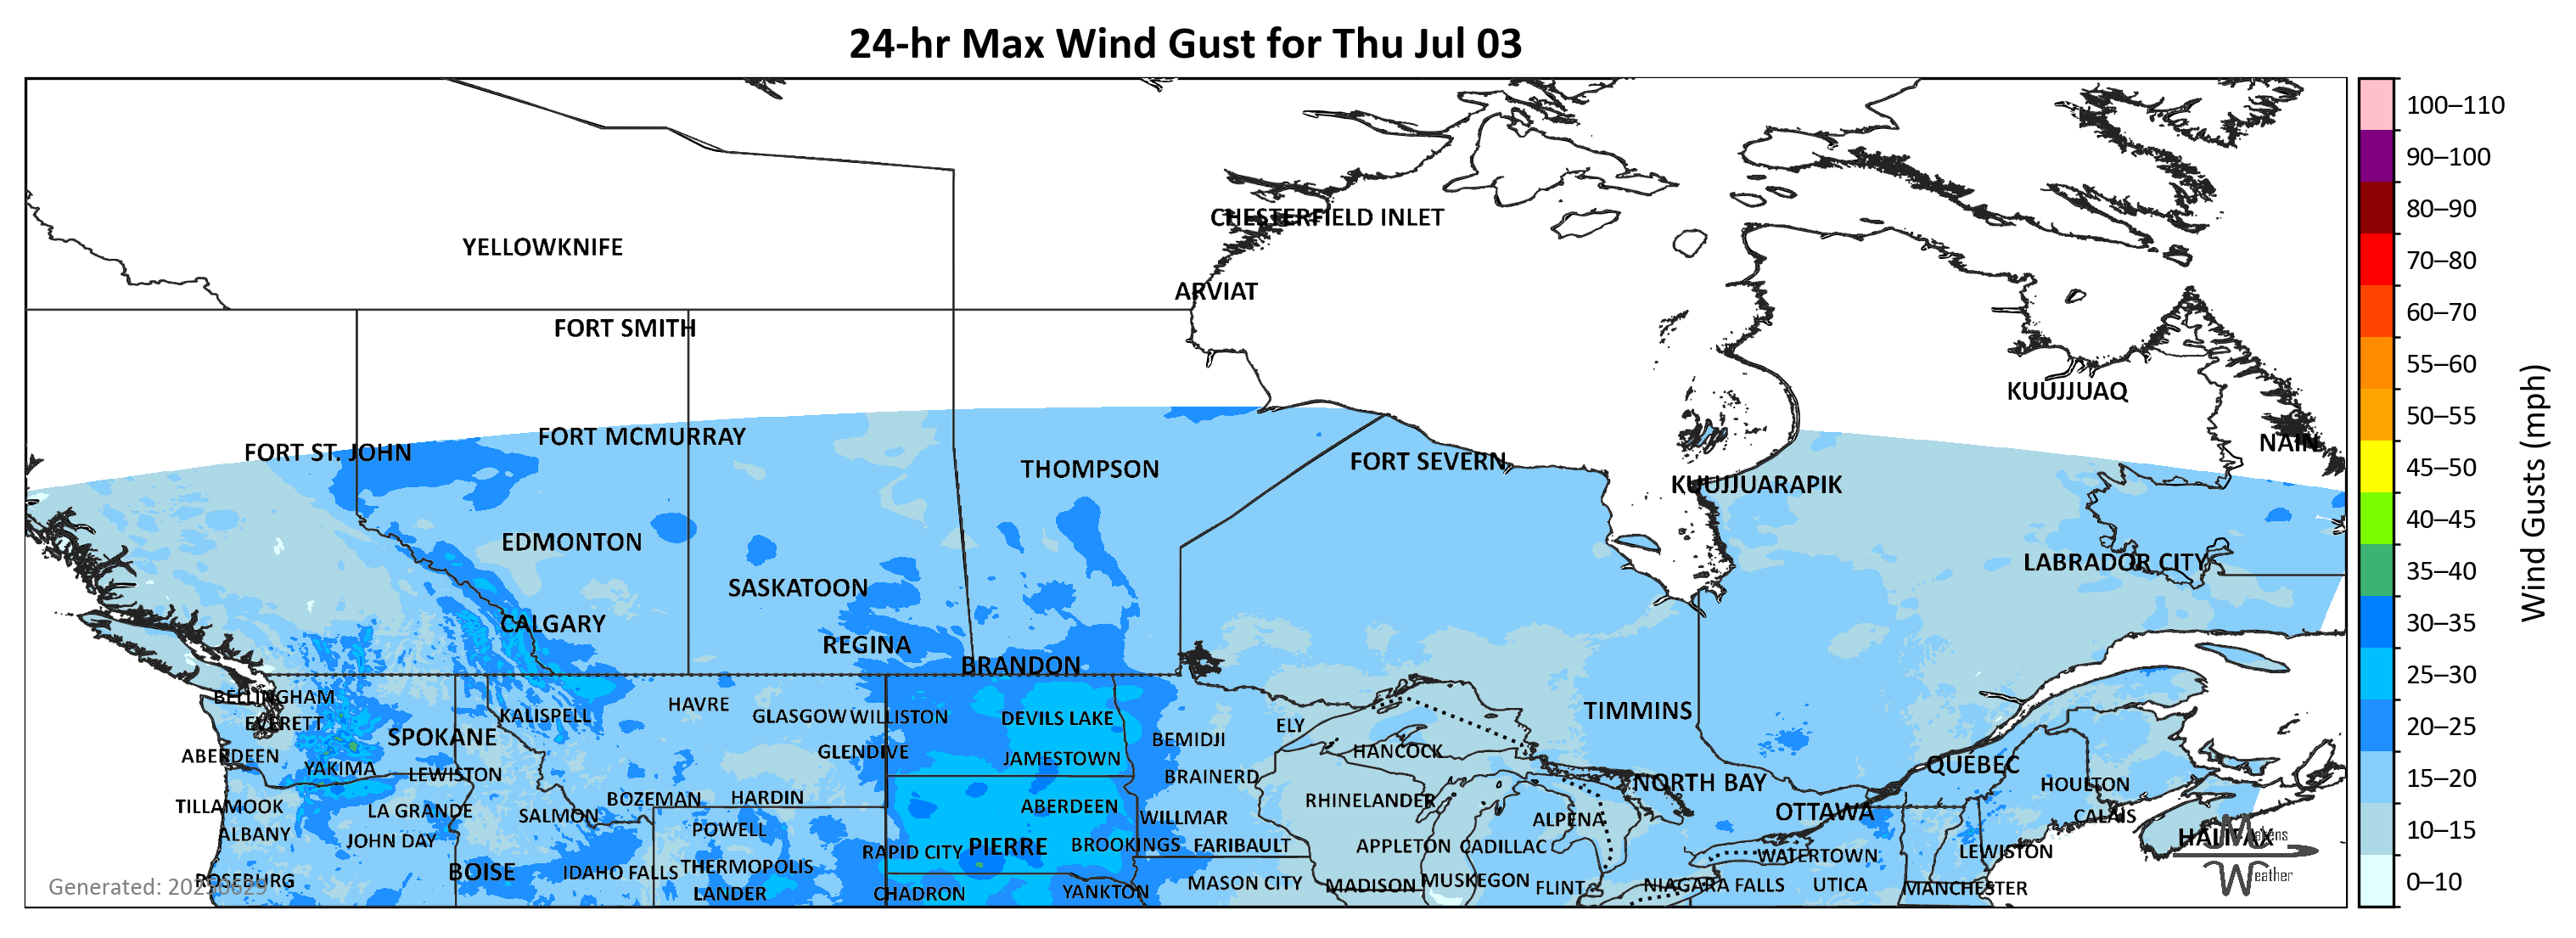 24-hr Max Wind Gust for Thu Jul 03
100–110
90–100
80–90
70–80
60–70
55–60
50–55
45–50
40–45
35–40
30–35
25–30
20–25
15–20
10–15
0–10
Wind Gusts (mph)
CHESTERFIELD INLET
YELLOWKNIFE
ARVIAT
FORT SMITH
KUUJJUAQ
FORT MCMURRAY
NAIN
FORT ST. JOHN
FORT SEVERN
THOMPSON
KUUJJUARAPIK
EDMONTON
LABRADOR CITY
SASKATOON
CALGARY
REGINA
BRANDON
BELLINGHAM
HAVRE
TIMMINS
KALISPELL
GLASGOW
WILLISTON
DEVILS LAKE
EVERETT
ELY
SPOKANE
BEMIDJI
HANCOCK
GLENDIVE
ABERDEEN
JAMESTOWN
QUEBEC
YAKIMA
LEWISTON
BRAINERD
NORTH BAY
HOULTON
BOZEMAN
HARDIN
RHINELANDER
TILLAMOOK
LA GRANDE
ABERDEEN
OTTAWA
SALMON
WILLMAR
ALPENA
CALAIS
ALBANY
POWELL
HALIFAX
JOHN DAY
PIERRE
BROOKINGS
FARIBAULT
APPLETON
CADILLAC
RAPID CITY
LEWISTON
WATERTOWN
BOISE
IDAHO FALLS
THERMOPOLIS
ROSEBURG
MUSKEGON
MASON CITY
MADISON
FLINT
NIAGARA FALLS
UTICA
MANCHESTER
LANDER
CHADRON
YANKTON
Generated: 20250629
Makens
Weather